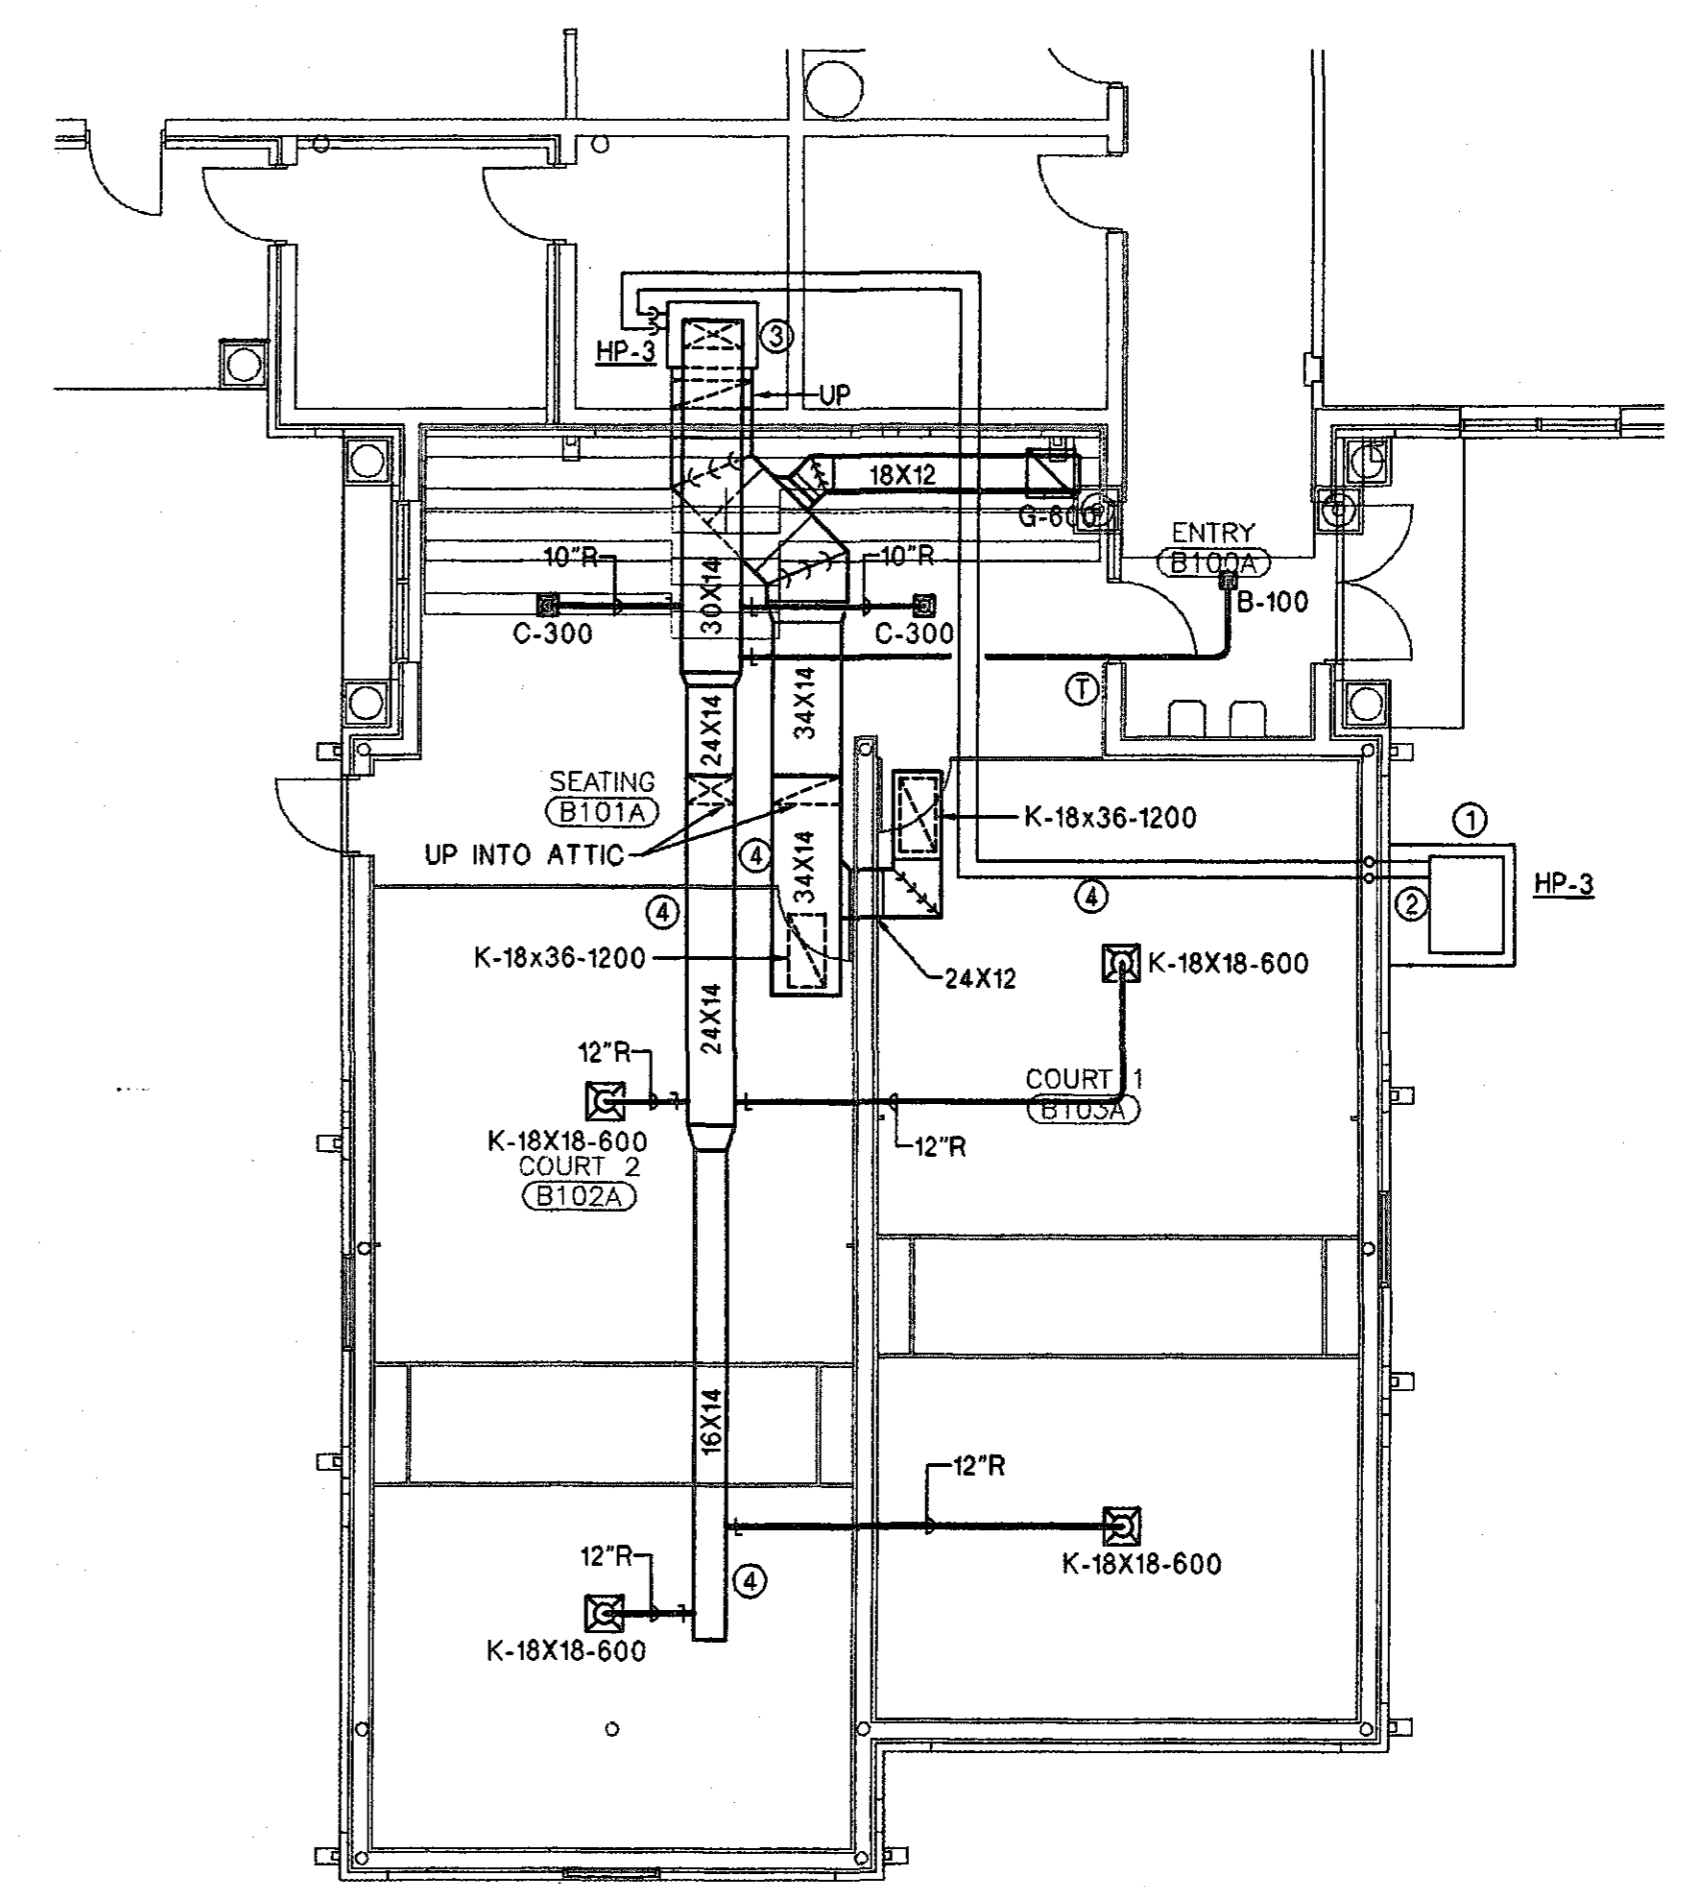 HP-3
3
UP
18X12
G-600
ENTRY
B100A
10"R
10"R
30X14
B-100
C-300
C-300
T
24X14
34X14
SEATING
B101A
K-18x36-1200
1
UP INTO ATTIC
4
34X14
HP-3
4
4
2
K-18x36-1200
K-18X18-600
24X12
24X14
12"R
COURT 1
B103A
K-18X18-600
12"R
COURT 2
B102A
16X14
12"R
12"R
K-18X18-600
4
K-18X18-600